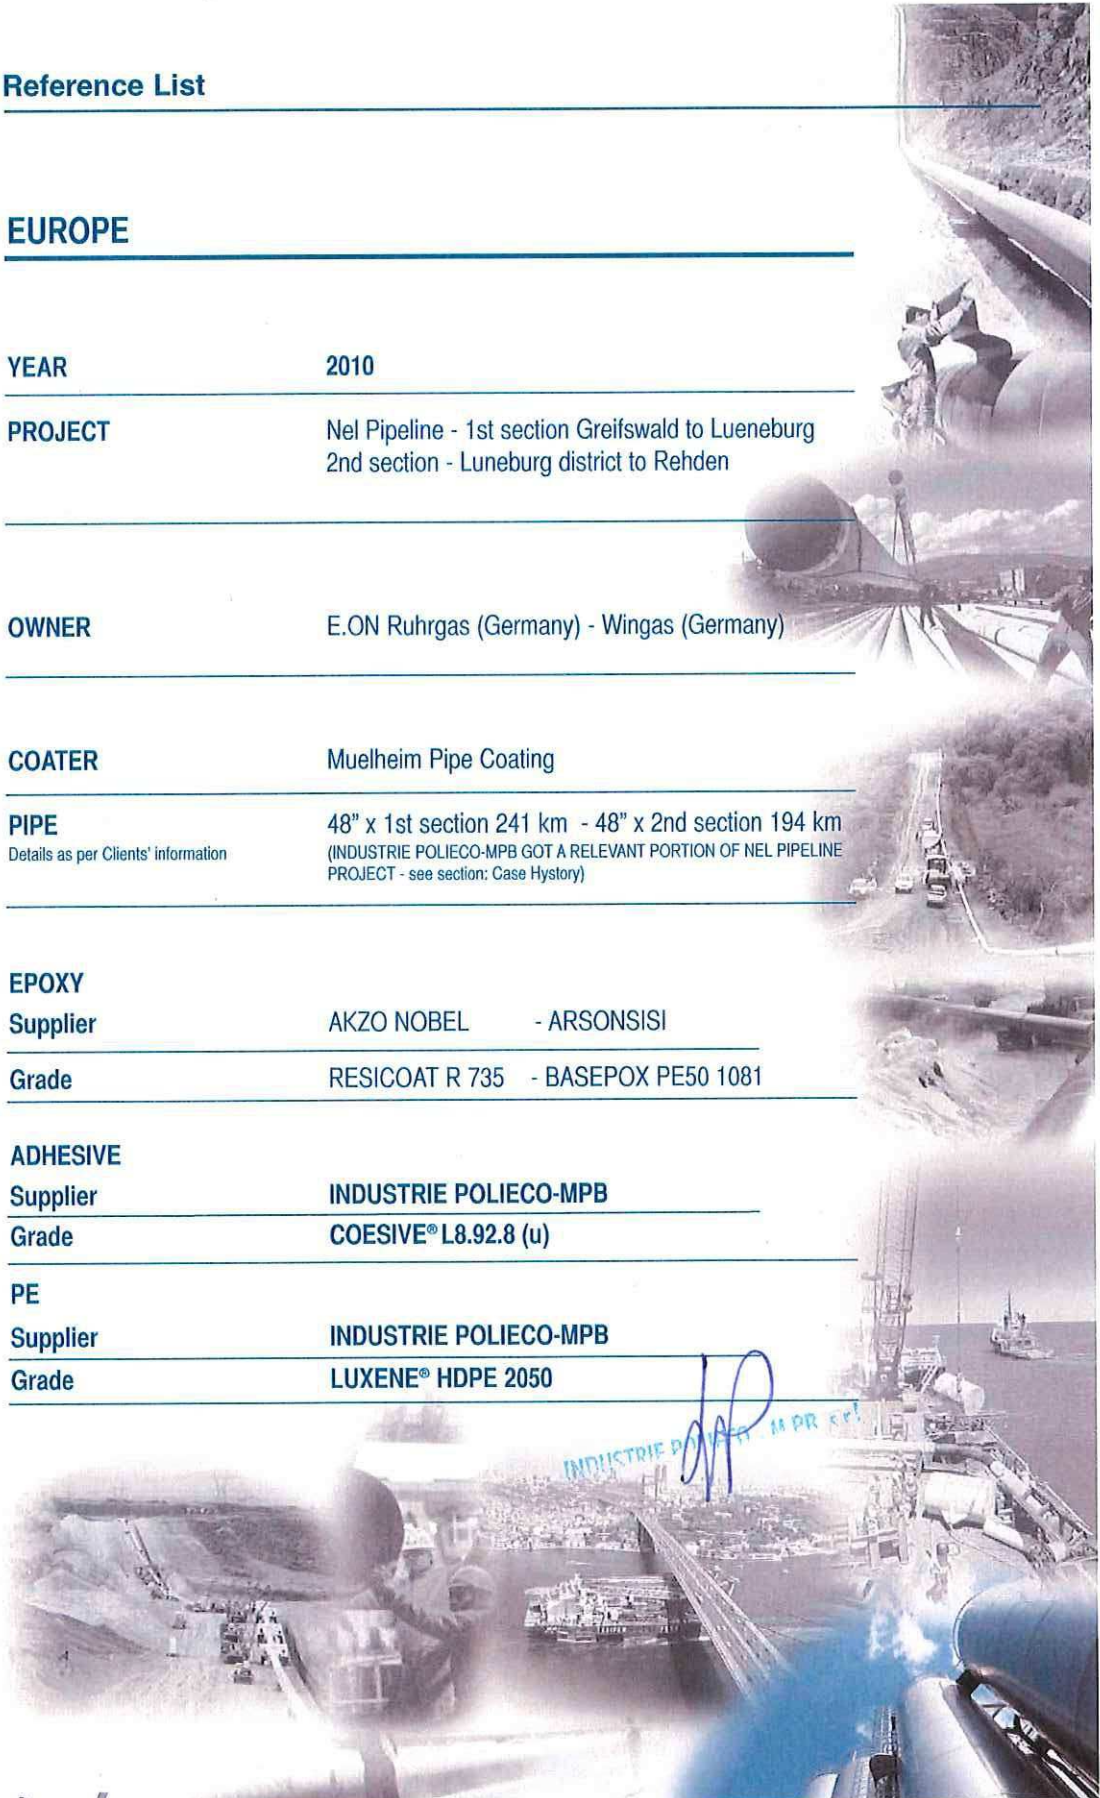 Reference List
EUROPE
YEAR 2010
PROJECT Nel Pipeline - 1st section Greifswald to Lueneburg
2nd section - Luneburg district to Rehden
OWNER E.ON Ruhrgas (Germany) - Wingas (Germany)
COATER Muelheim Pipe Coating
PIPE 48" x 1st section 241 km - 48" x 2nd section 194 km
Details as per Clients' information (INDUSTRIE POLIECO-MPB GOT A RELEVANT PORTION OF NEL PIPELINE
PROJECT - see section: Case Hystory)
EPOXY
Supplier AKZO NOBEL - ARSONSISI
Grade RESICOAT R 735 - BASEPOX PE50 1081
ADHESIVE
Supplier INDUSTRIE POLIECO-MPB
Grade COESIVE® L8.92.8 (u)
PE
Supplier INDUSTRIE POLIECO-MPB
Grade LUXENE® HDPE 2050
INDUSTRIE